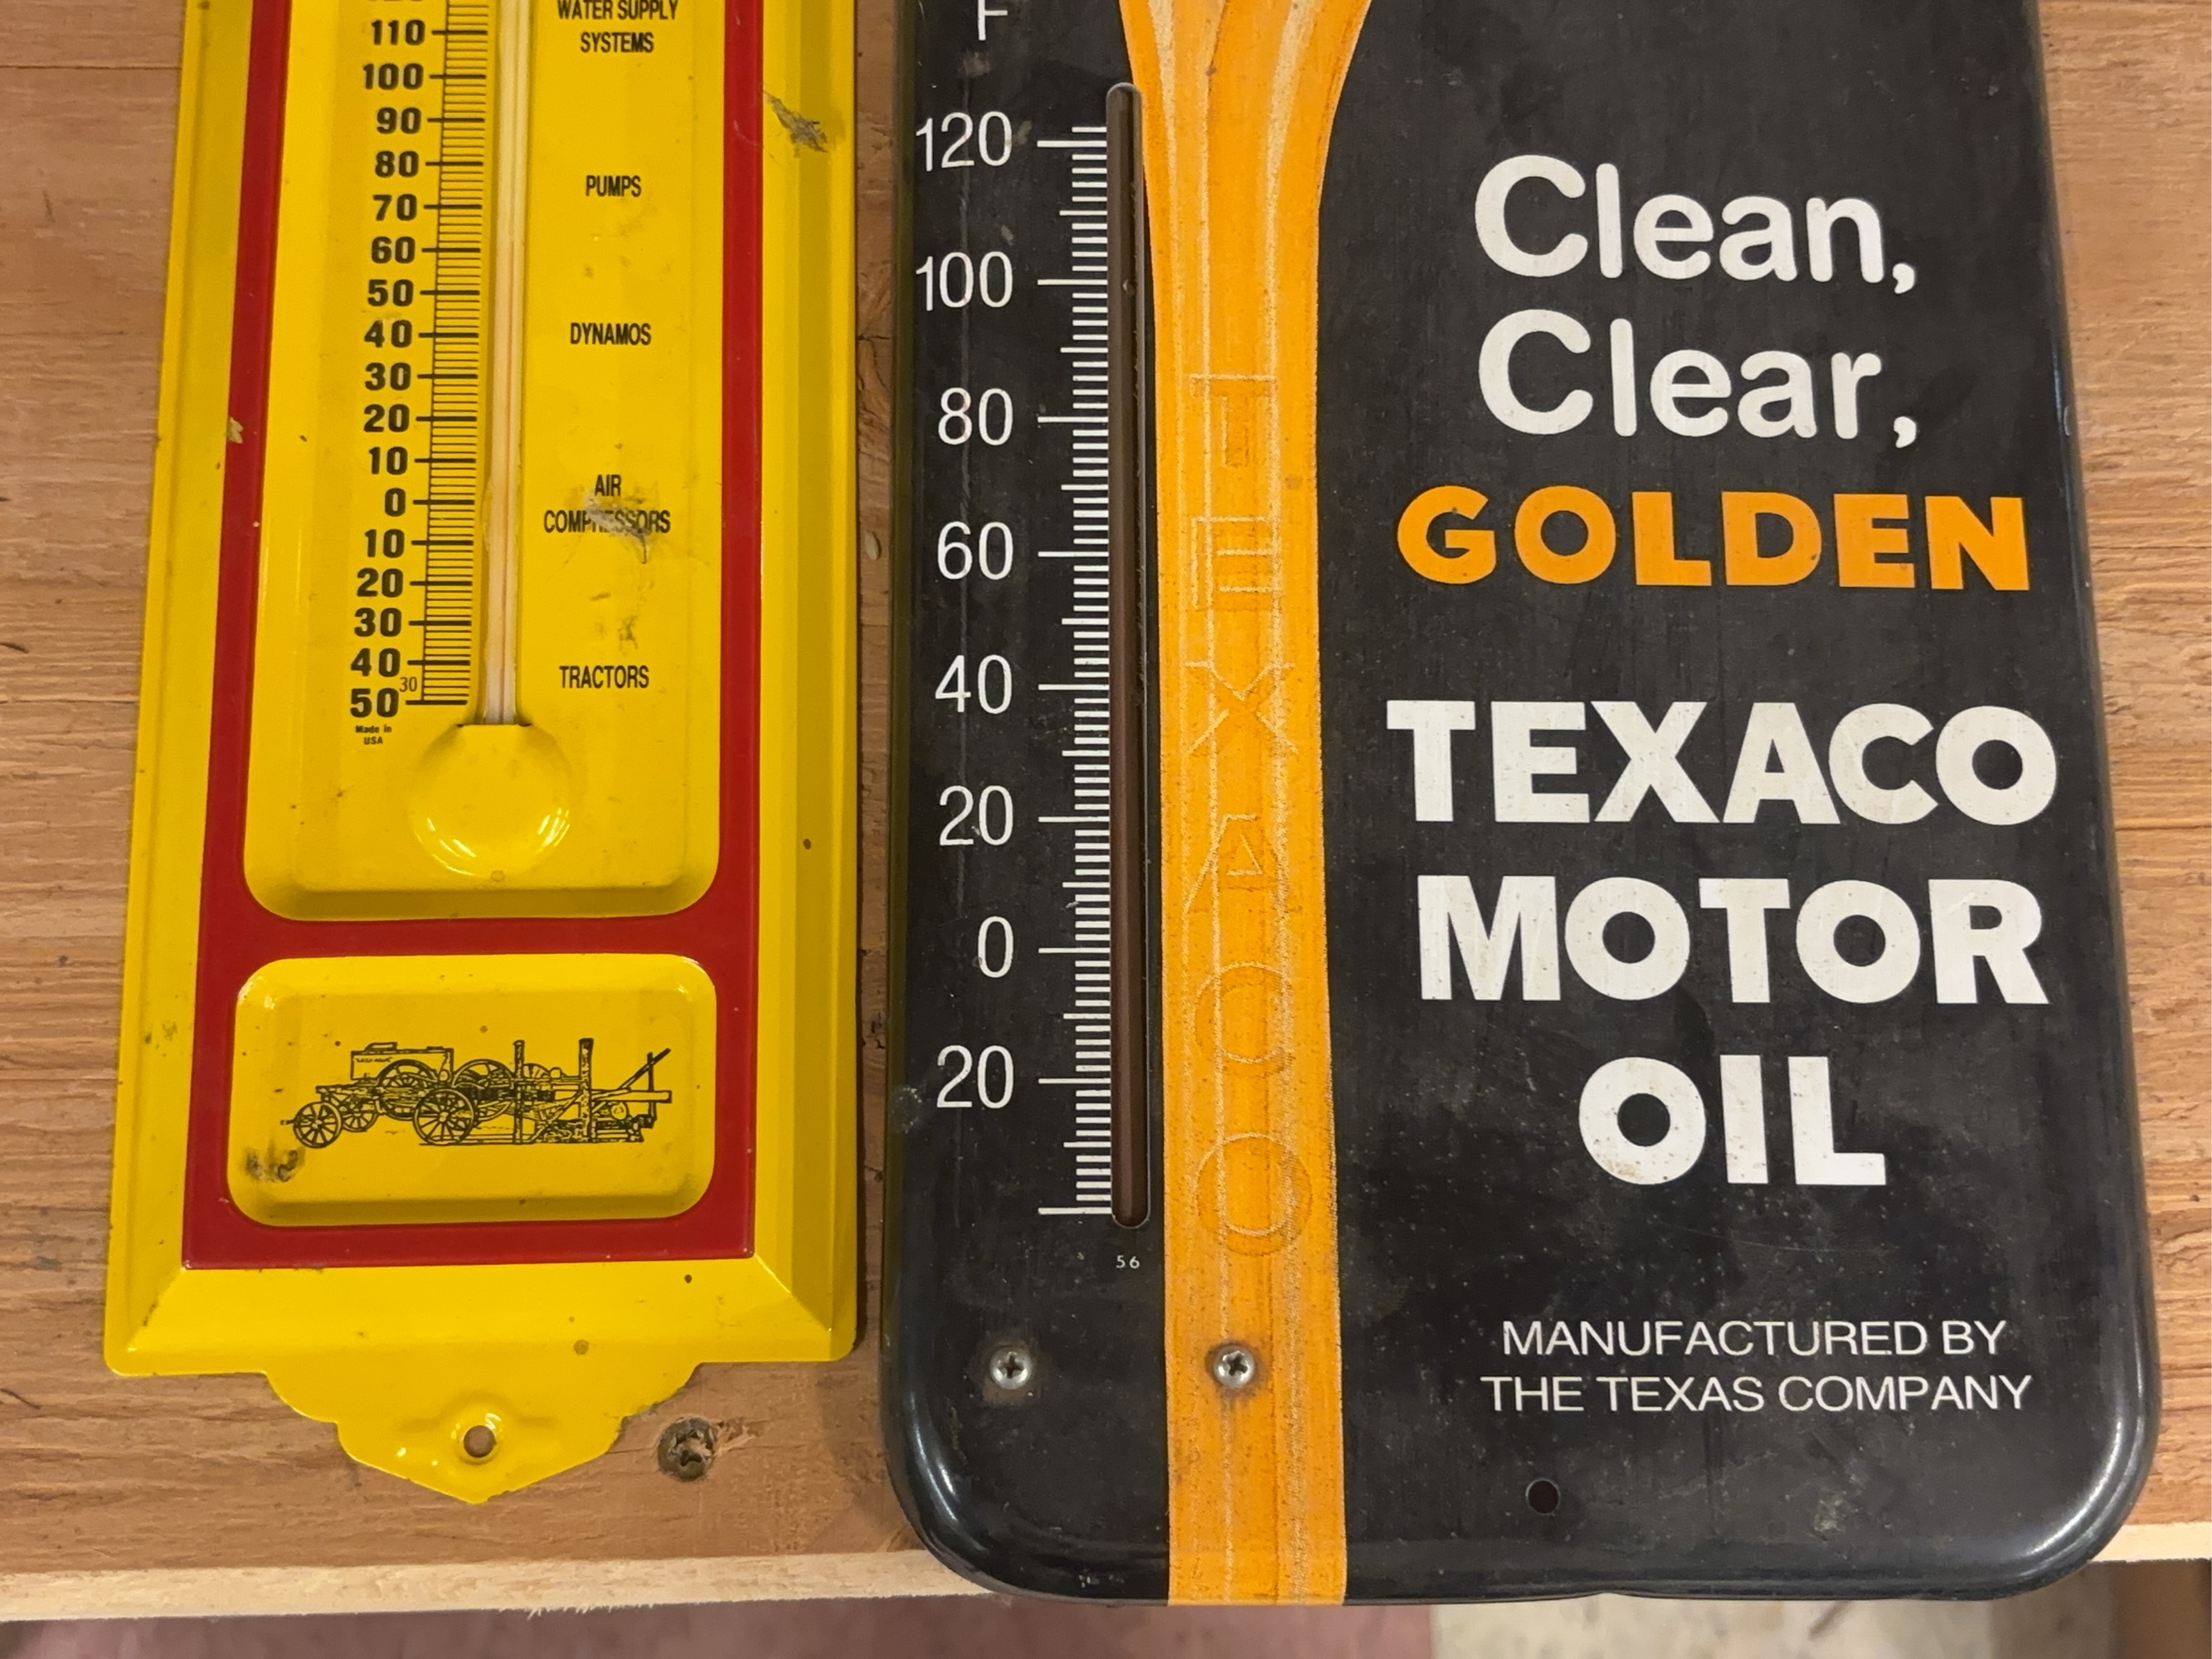 WATER SUPPLY
SYSTEMS
110
100
90
80
PUMPS
70
60
50
DYNAMOS
40
30
20
10
AIR
0
COMPRESSORS
10
20
30
40
TRACTORS
30
50
Made in
USA
F
120
100
80
60
40
20
0
20
56
TEXACO
Clean,
Clear,
GOLDEN
TEXACO
MOTOR
OIL
MANUFACTURED BY
THE TEXAS COMPANY